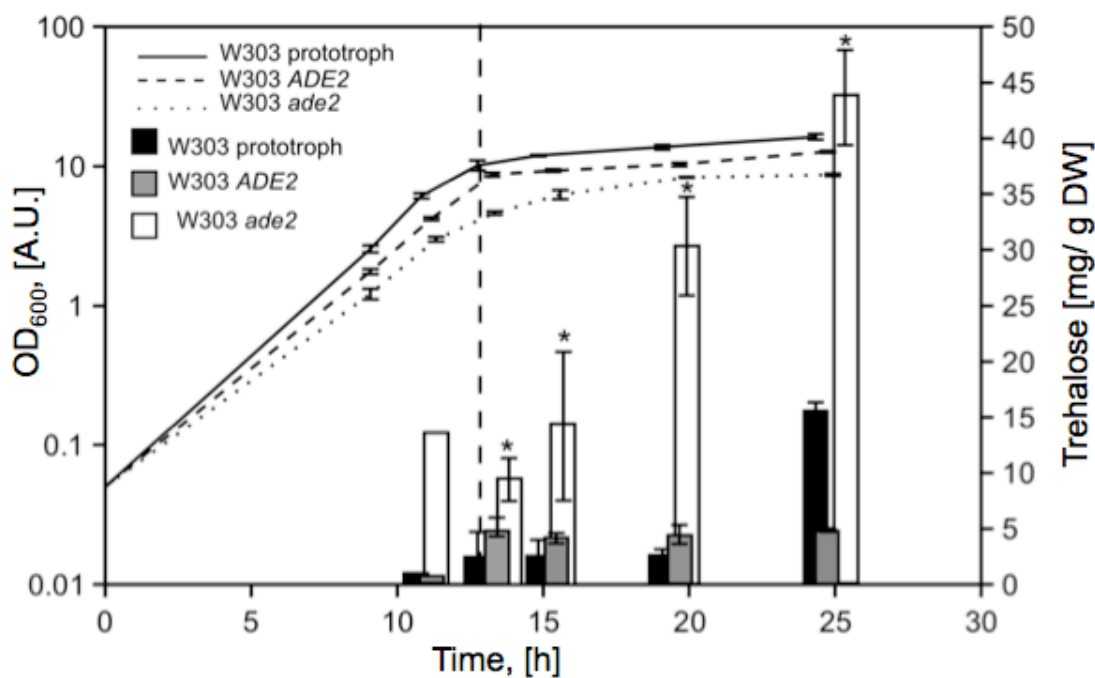 100
10
1
0.1
0.01
OD600, [A.U.]
W303 prototroph
W303 ADE2
W303 ade2
W303 prototroph
W303 ADE2
W303 ade2
*
*
*
*
50
45
40
35
30
25
20
15
10
5
0
Trehalose [mg/ g DW)
0 5 10 15 20 25 30
Time, [h]